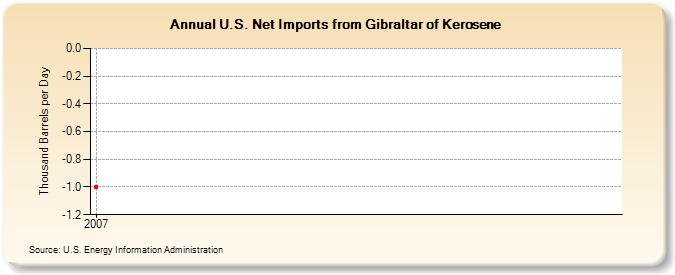 Annual U.S. Net Imports from Gibraltar of Kerosene
Thousand Barrels per Day
0.0
-0.2
-0.4
-0.6
-0.8
-1.0
-1.2
2007
Source: U.S. Energy Information Administration